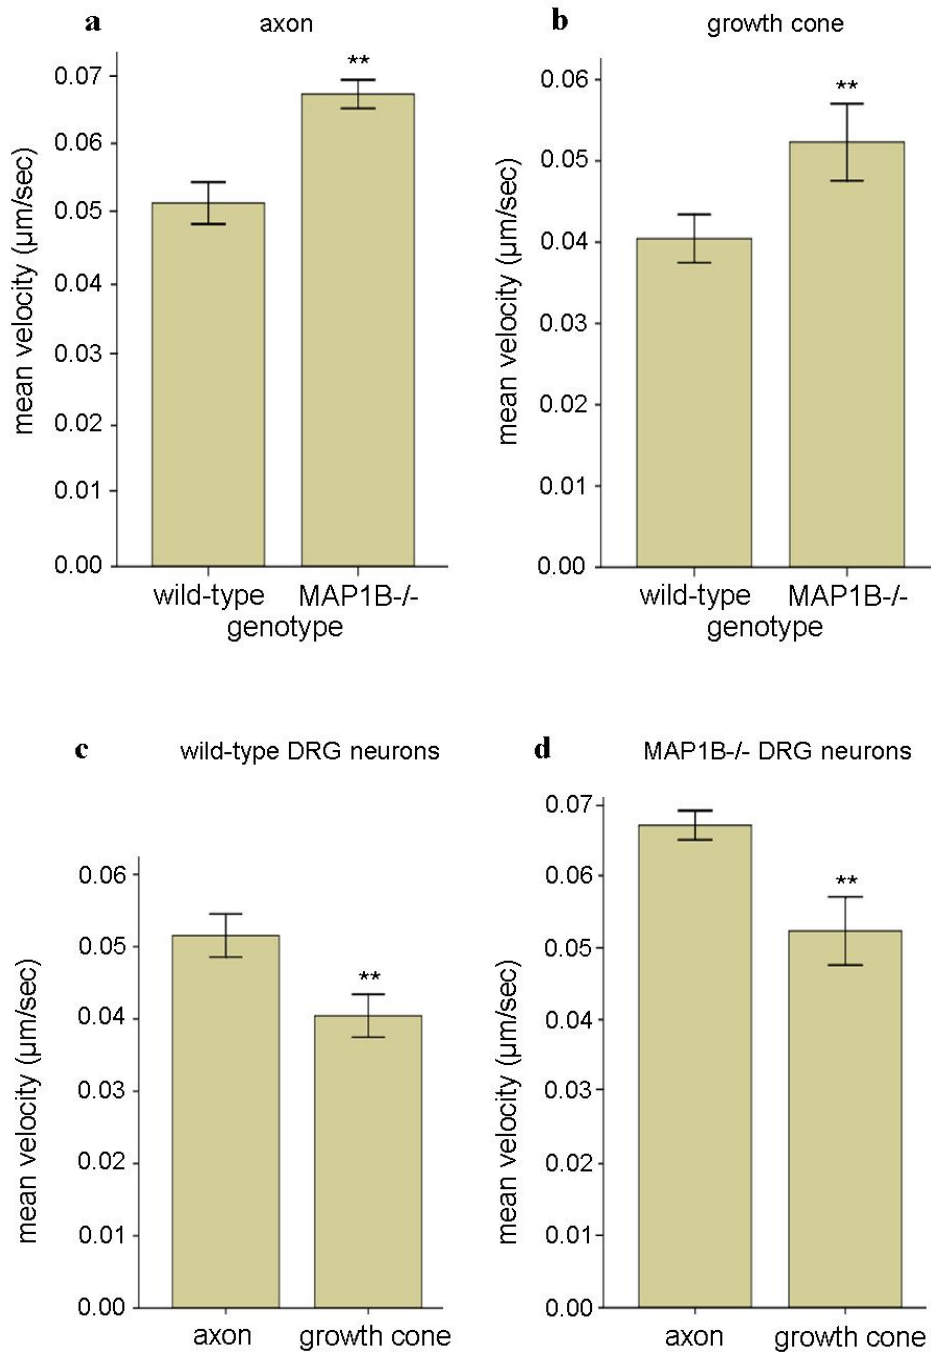 a axon
**
0.07
0.06
0.05
0.04
0.03
0.02
0.01
0.00
mean velocity (µm/sec)
wild-type MAP1B-/-
genotype
b growth cone
**
0.06
0.05
0.04
0.03
0.02
0.01
0.00
mean velocity (µm/sec)
wild-type MAP1B-/-
genotype
c wild-type DRG neurons
**
0.06
0.05
0.04
0.03
0.02
0.01
0.00
mean velocity (µm/sec)
axon growth cone
d MAP1B-/- DRG neurons
**
0.07
0.06
0.05
0.04
0.03
0.02
0.01
0.00
mean velocity (µm/sec)
axon growth cone